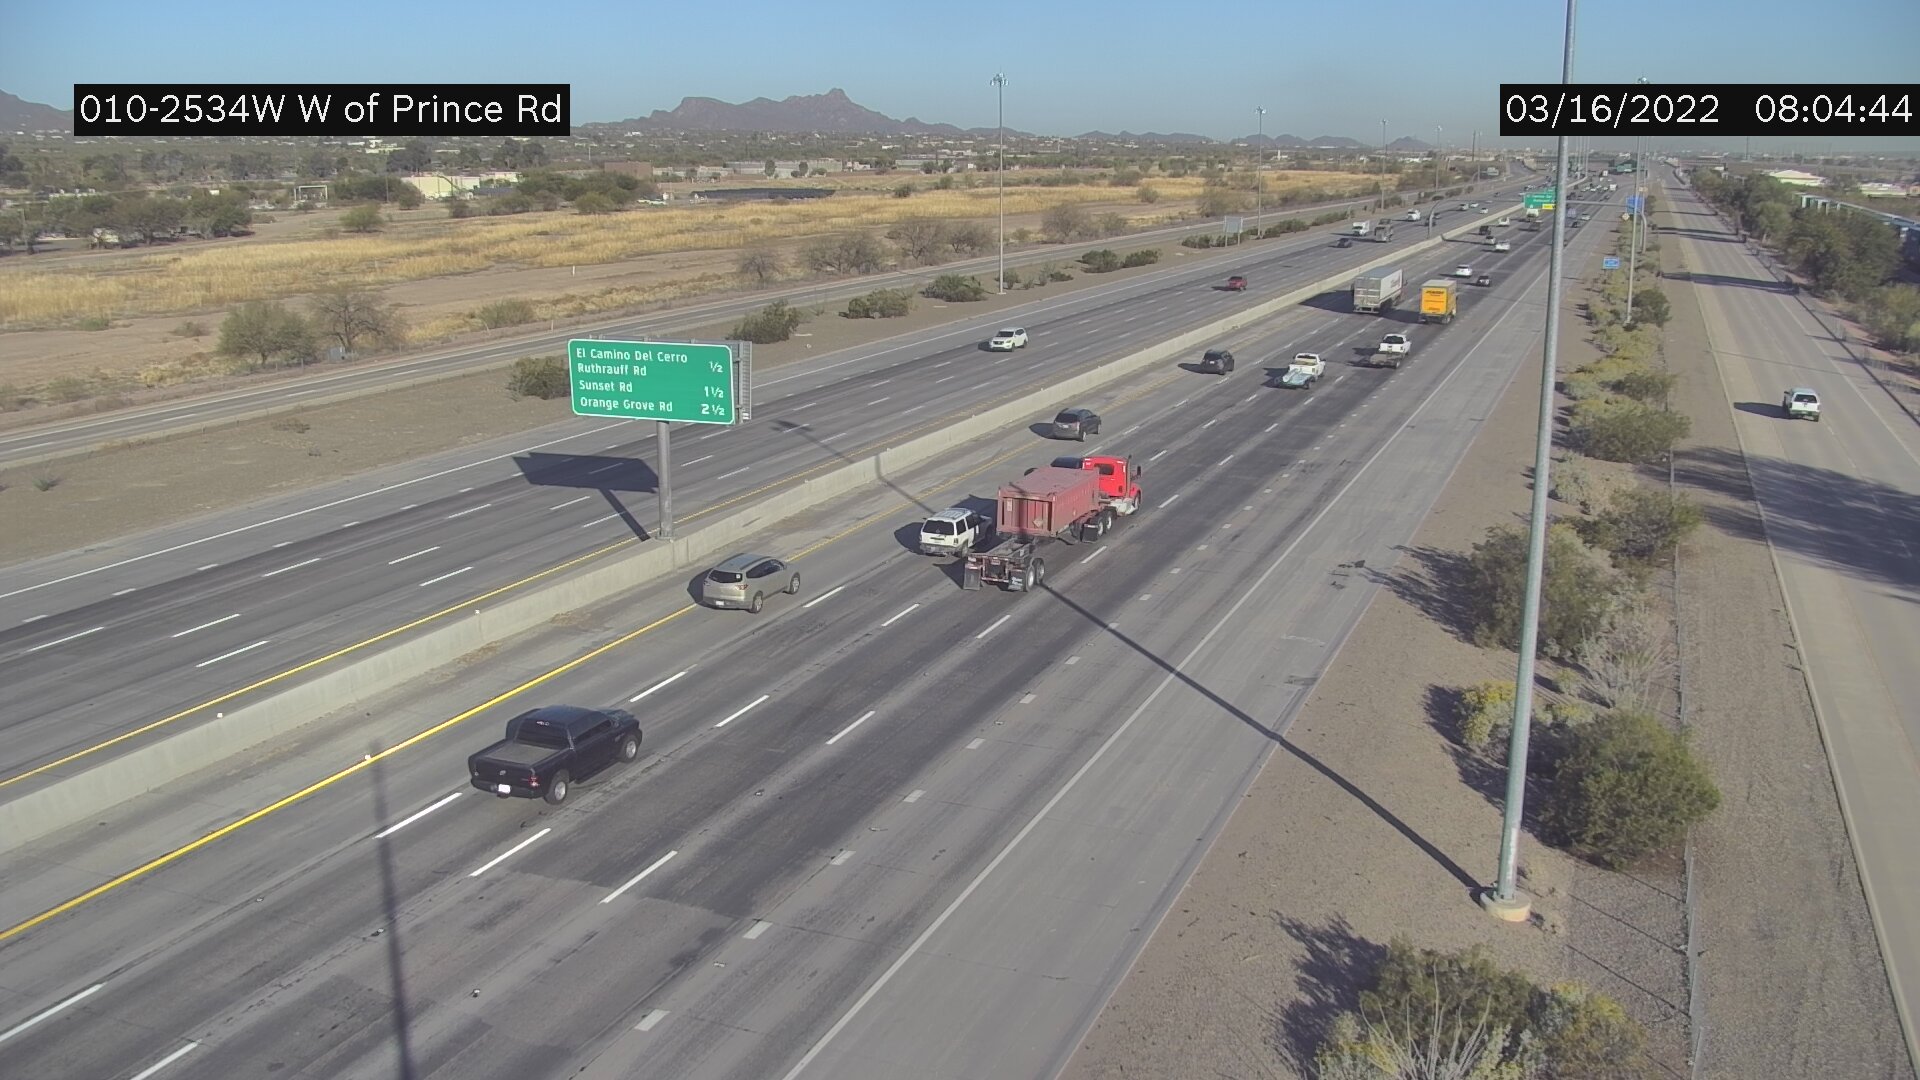 010-2534W W of Prince Rd
03/16/2022 08:04:44
El Camino Del Cerro
Ruthrauff Rd 1/2
Sunset Rd 1 1/2
Orange Grove Rd 2 1/2